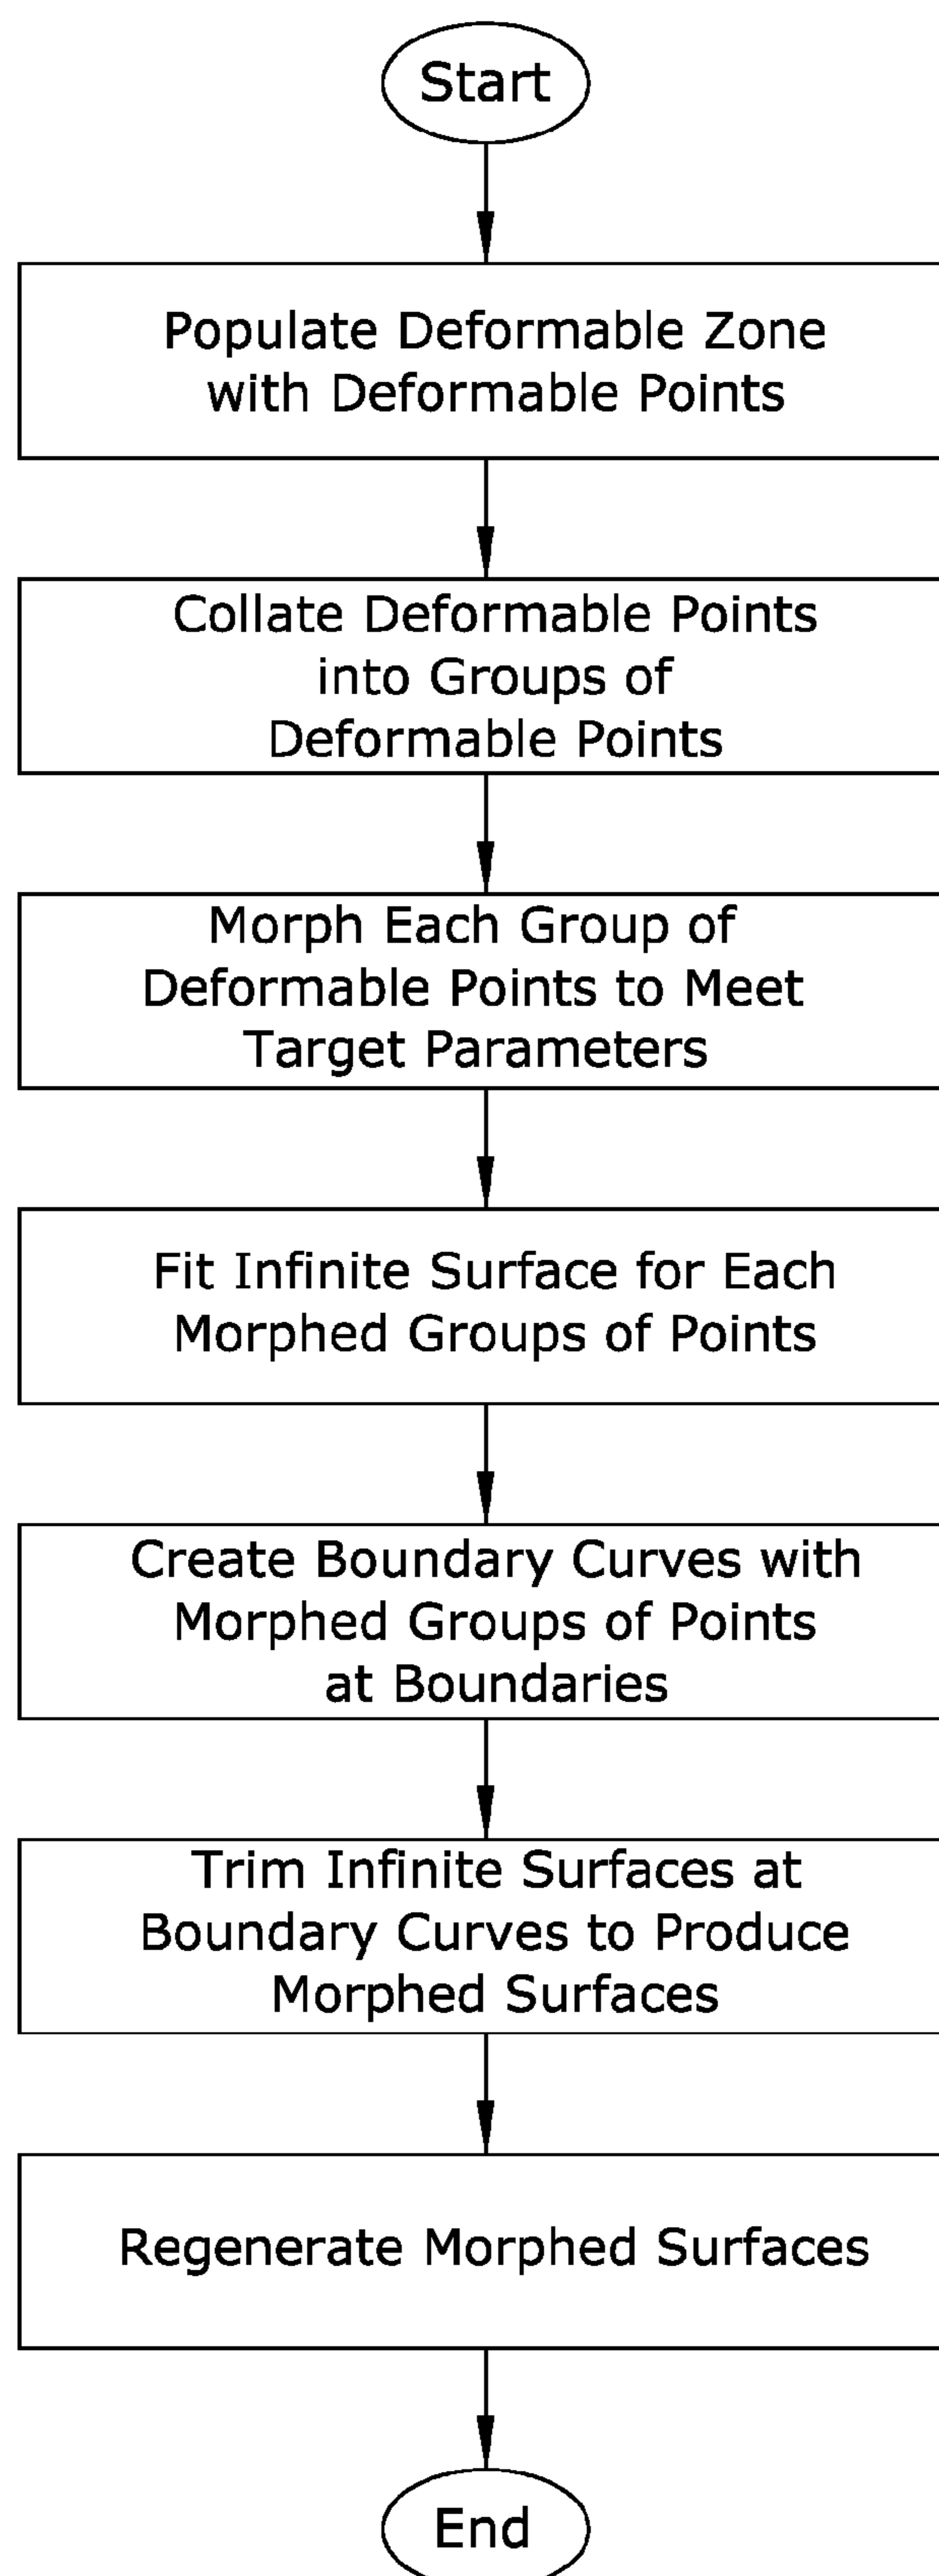 Start
Populate Deformable Zone
with Deformable Points
Collate Deformable Points
into Groups of
Deformable Points
Morph Each Group of
Deformable Points to Meet
Target Parameters
Fit Infinite Surface for Each
Morphed Groups of Points
Create Boundary Curves with
Morphed Groups of Points
at Boundaries
Trim Infinite Surfaces at
Boundary Curves to Produce
Morphed Surfaces
Regenerate Morphed Surfaces
End